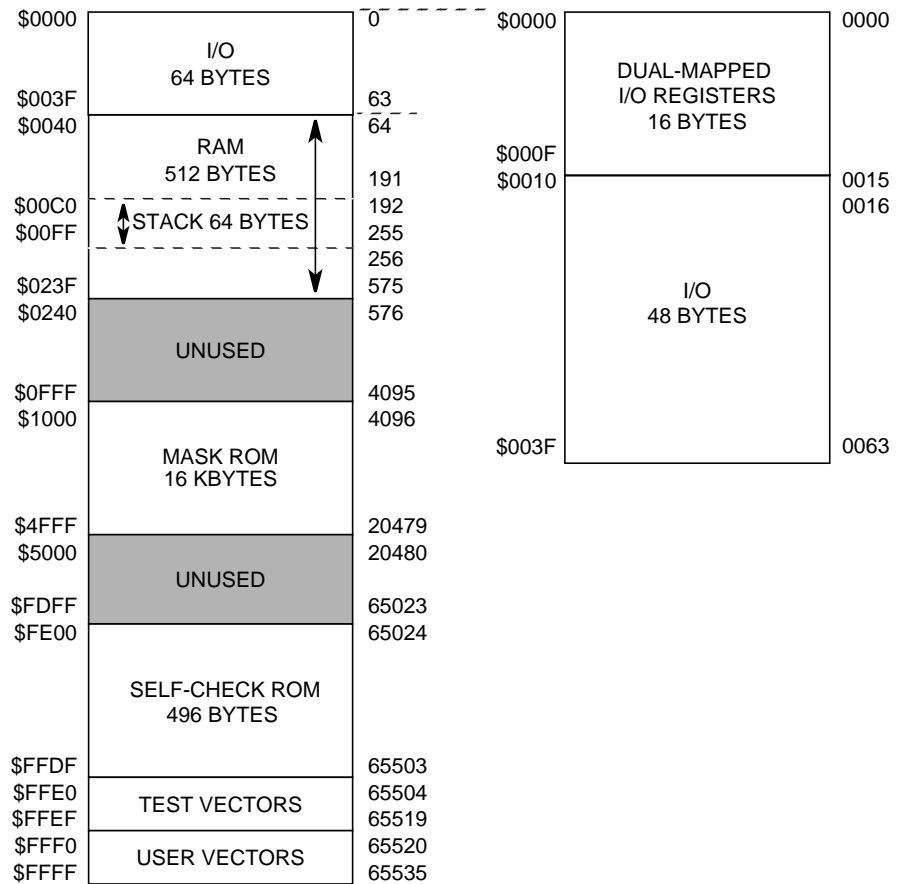 $0000 0
I/O
64 BYTES
$003F 63
$0040 64
RAM
512 BYTES
191
$00C0 192
STACK 64 BYTES
$00FF 255
256
$023F 575
$0240 576
UNUSED
$0FFF 4095
$1000 4096
MASK ROM
16 KBYTES
$4FFF 20479
$5000 20480
UNUSED
$FDFF 65023
$FE00 65024
SELF-CHECK ROM
496 BYTES
$FFDF 65503
$FFE0 65504
TEST VECTORS
$FFEF 65519
$FFF0 65520
USER VECTORS
$FFFF 65535
$0000 0000
DUAL-MAPPED
I/O REGISTERS
16 BYTES
$000F
$0010 0015
0016
I/O
48 BYTES
$003F 0063